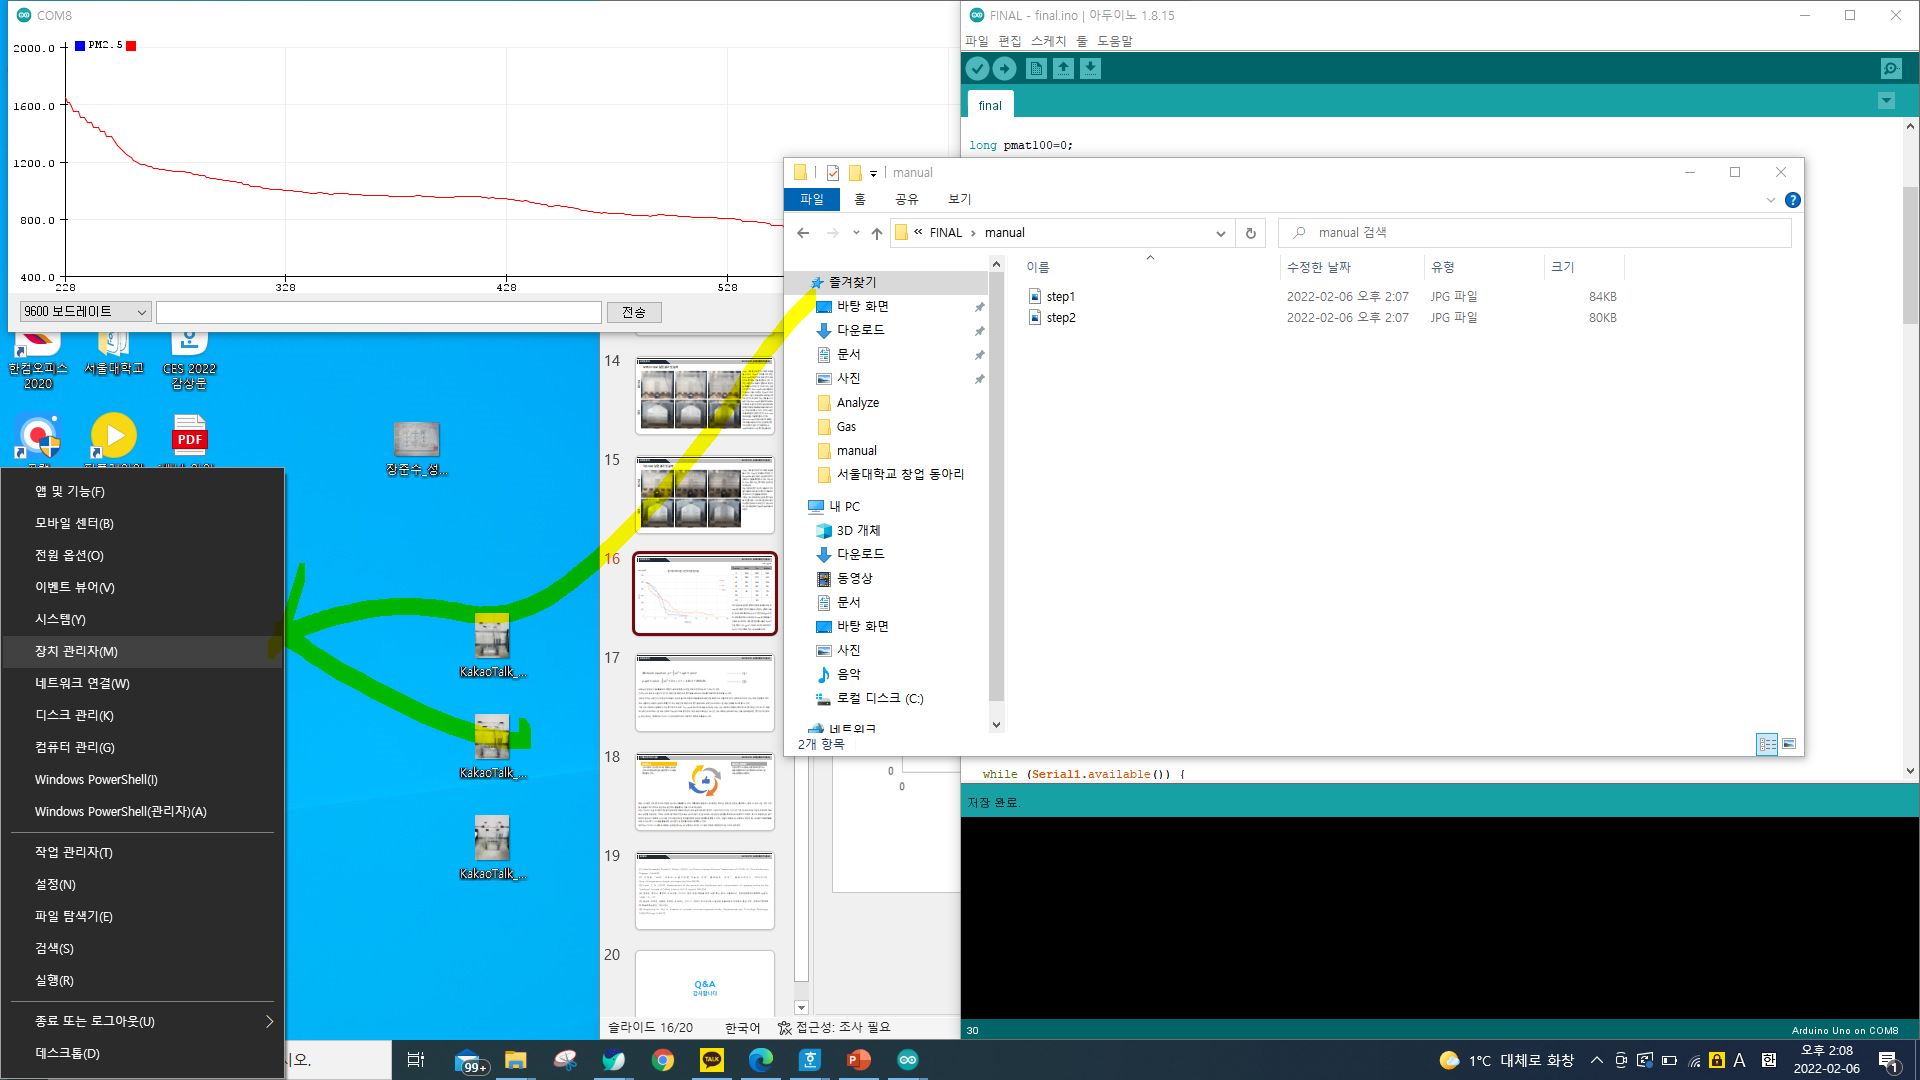 COM8
2000.0
PM2.5
1600.0
1200.0
800.0
400.0
228
328
428
528
9600 보드레이트
전송
FINAL - final.ino | 아두이노 1.8.15
파일 편집 스케치 툴 도움말
final
long pmat100=0;
manual
파일
홈
공유
보기
« FINAL › manual
manual 검색
이름
수정한 날짜
유형
크기
step1
2022-02-06 오후 2:07
JPG 파일
84KB
step2
2022-02-06 오후 2:07
JPG 파일
80KB
즐겨찾기
바탕 화면
다운로드
문서
사진
Analyze
Gas
manual
서울대학교 창업 동아리
내 PC
3D 개체
다운로드
동영상
문서
바탕 화면
사진
음악
로컬 디스크 (C:)
네트워크
2개 항목
while (Serial1.available()) {
저장 완료.
30
Arduino Uno on COM8
한컴오피스 2020
서울대학교
CES 2022 감상문
PDF
장준수_성...
KakaoTalk_...
KakaoTalk_...
KakaoTalk_...
앱 및 기능(F)
모바일 센터(B)
전원 옵션(O)
이벤트 뷰어(V)
시스템(Y)
장치 관리자(M)
네트워크 연결(W)
디스크 관리(K)
컴퓨터 관리(G)
Windows PowerShell(I)
Windows PowerShell(관리자)(A)
작업 관리자(T)
설정(N)
파일 탐색기(E)
검색(S)
실행(R)
종료 또는 로그아웃(U)
데스크톱(D)
14
15
16
17
18
19
20
Q&A
감사합니다
0
0
슬라이드 16/20
한국어
접근성: 조사 필요
시오.
99+
TALK
1°C 대체로 화창
A
오후 2:08
2022-02-06
1